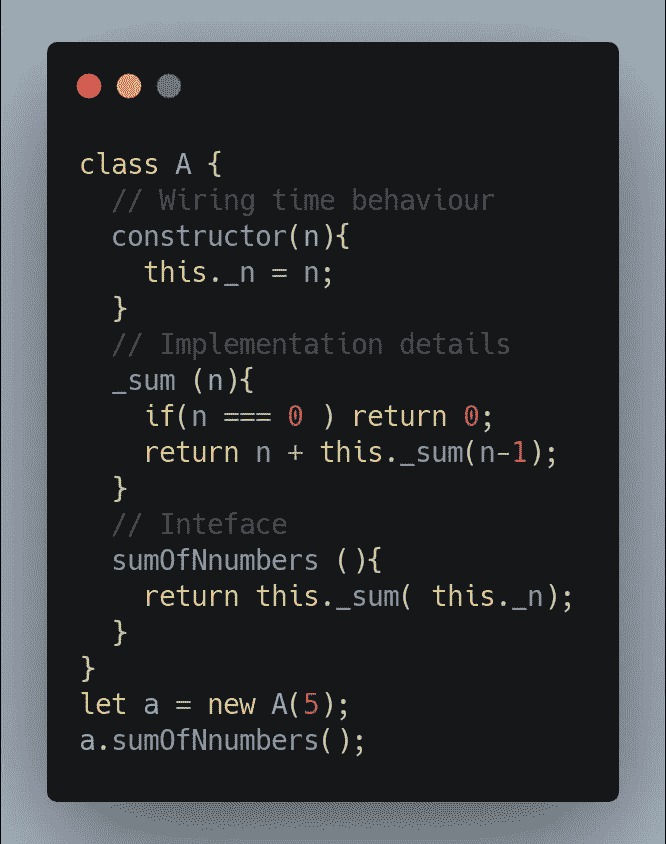 class A {
  // Wiring time behaviour
  constructor(n){
    this._n = n;
  }
  // Implementation details
  _sum (n){
    if(n === 0 ) return 0;
    return n + this._sum(n-1);
  }
  // Inteface
  sumOfNnumbers (){
    return this._sum( this._n);
  }
}
let a = new A(5);
a.sumOfNnumbers();